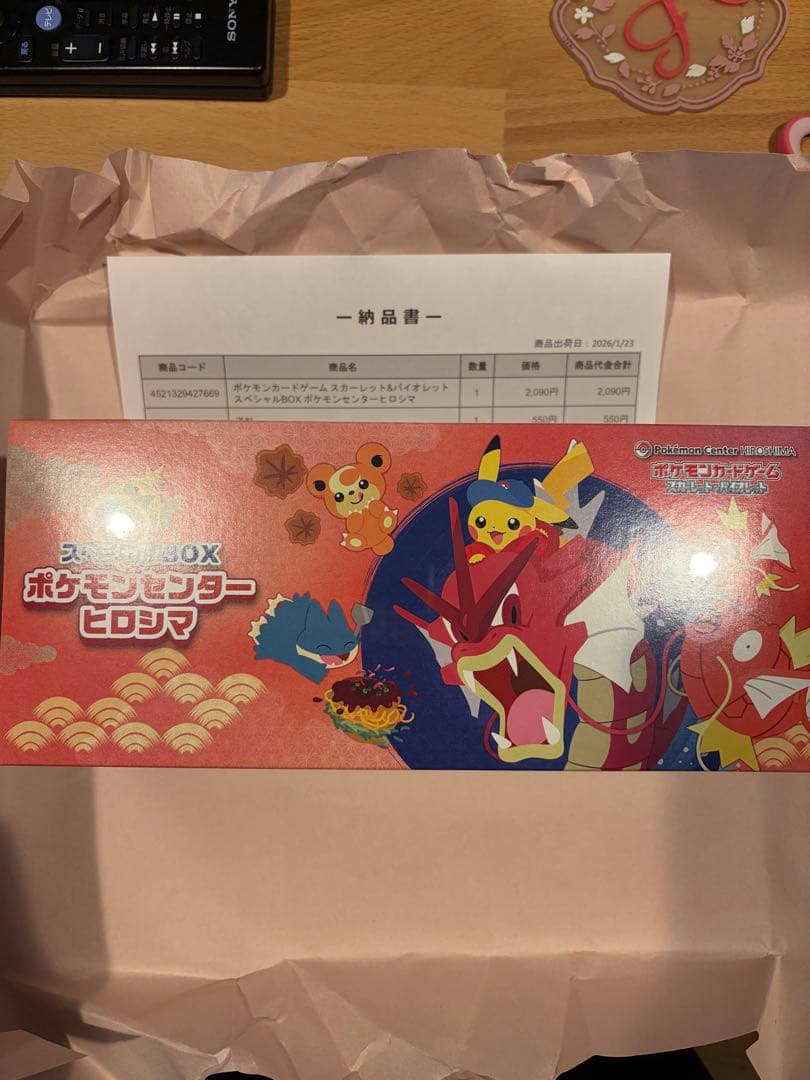 SONY
テレビ
戻る
+
−
ー納品書ー
商品出荷日：2026/1/23
商品コード 商品名 数量 価格 商品代金合計
4521329427669 ポケモンカードゲーム スカーレット&バイオレット 1 2,090円 2,090円
スペシャルBOX ポケモンセンターヒロシマ
1 550円 550円
Pokémon Center HIROSHIMA
ポケモンカードゲーム
スカーレット&バイオレット
スペシャルBOX
ポケモンセンター
ヒロシマ